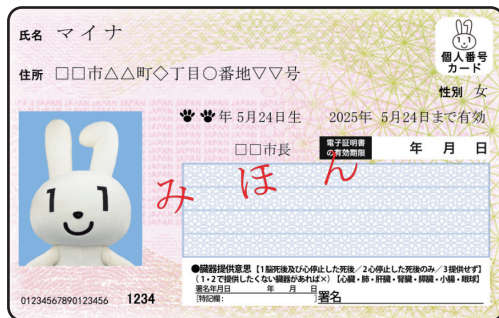 氏名 マイナ
個人番号
カード
住所 □□市△△町◇丁目○番地▽▽号
性別 女
年 5月24日生 2025年 5月24日まで有効
□□市長 電子証明書
の有効期限 年 月 日
みほん
1 1
●臓器提供意思【1脳死後及び心停止した死後／2心停止した死後のみ／3提供せず】
（1・2で提供したくない臓器があれば×）【心臓・肺・肝臓・腎臓・膵臓・小腸・眼球】
署名年月日 年 月 日
[特記欄： ] 署名
01234567890123456 1234